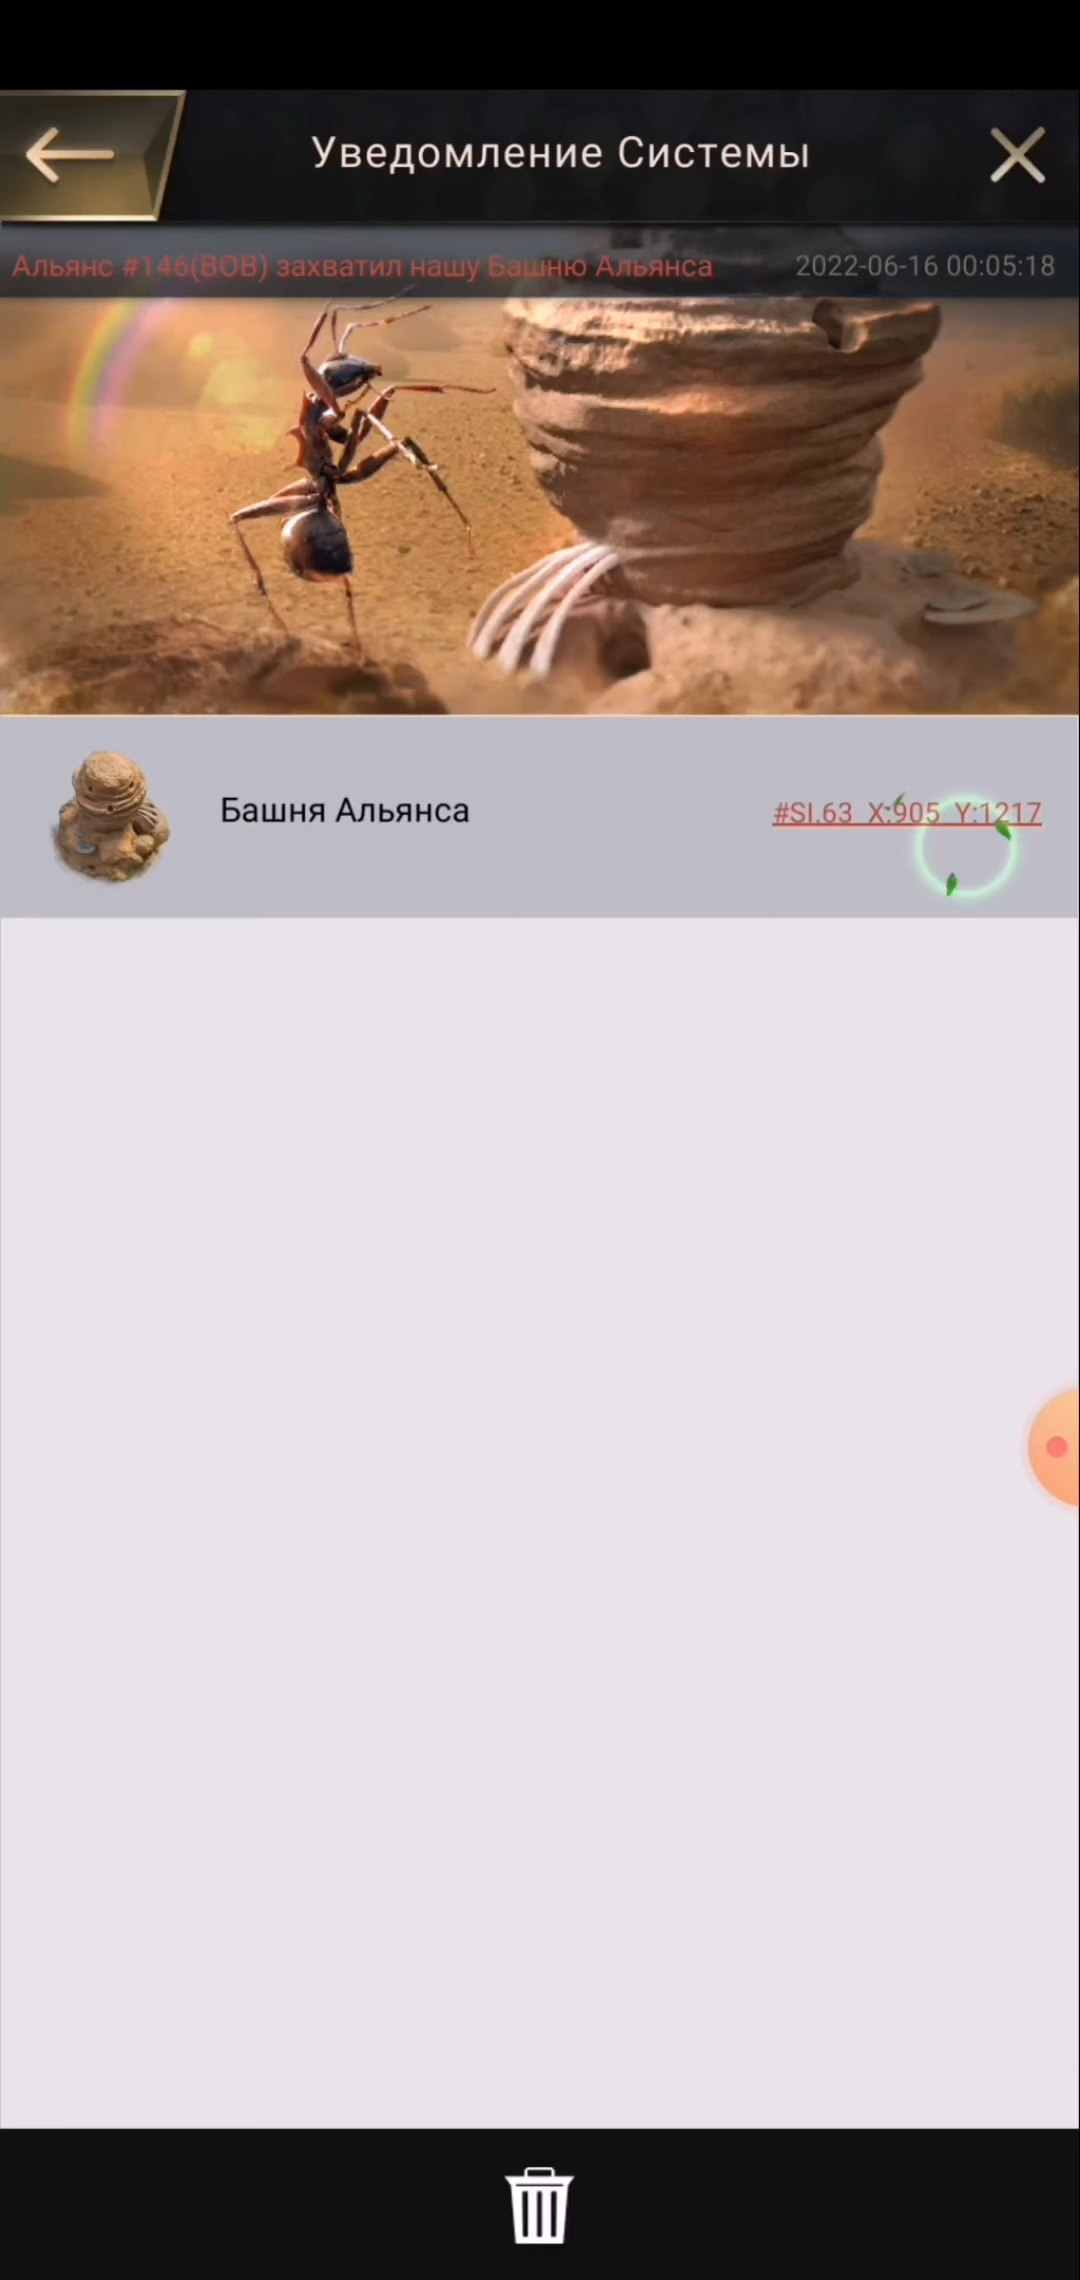 Уведомление Системы
Альянс #146(BOB) захватил нашу Башню Альянса 2022-06-16 00:05:18
Башня Альянса #SI.63 X:905 Y:1217